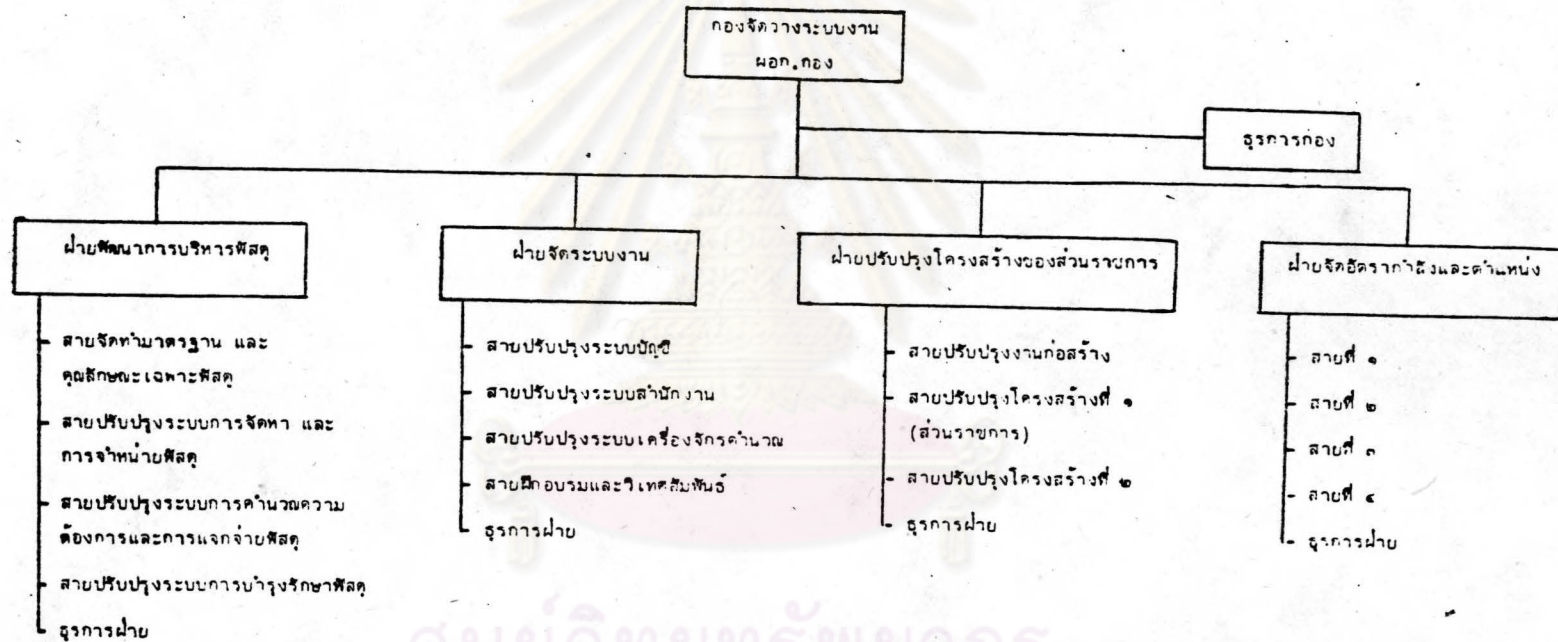 กองจัดวางระบบงาน
ผอก.กอง
ธุรการกอง
ฝ่ายพัฒนาการบริหารพัสดุ
สายจัดทำมาตรฐาน และ
คุณลักษณะเฉพาะพัสดุ
สายปรับปรุงระบบการจัดหา และ
การจำหน่ายพัสดุ
สายปรับปรุงระบบการคำนวณความ
ต้องการและการแจกจ่ายพัสดุ
สายปรับปรุงระบบการบำรุงรักษาพัสดุ
ธุรการฝ่าย
ฝ่ายจัดระบบงาน
สายปรับปรุงระบบบัญชี
สายปรับปรุงระบบสำนักงาน
สายปรับปรุงระบบเครื่องจักรคำนวณ
สายฝึกอบรมและวิเทศสัมพันธ์
ธุรการฝ่าย
ฝ่ายปรับปรุงโครงสร้างของส่วนราชการ
สายปรับปรุงงานก่อสร้าง
สายปรับปรุงโครงสร้างที่ ๑
(ส่วนราชการ)
สายปรับปรุงโครงสร้างที่ ๒
ธุรการฝ่าย
ฝ่ายจัดอัตรากำลังและตำแหน่ง
สายที่ ๑
สายที่ ๒
สายที่ ๓
สายที่ ๔
ธุรการฝ่าย
ศูนย์วิทยทรัพยากร